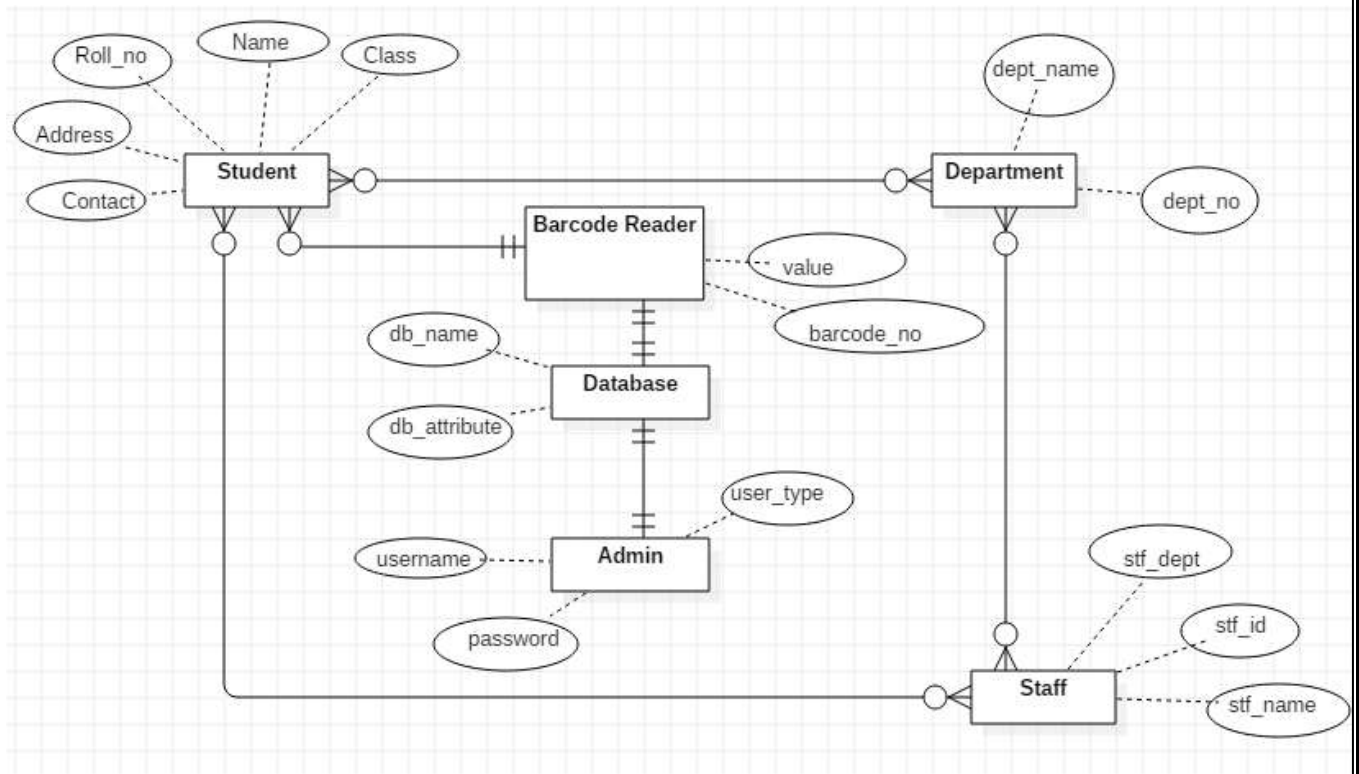 Roll_no
Name
Class
Address
Contact
Student
dept_name
Department
dept_no
Barcode Reader
value
barcode_no
db_name
Database
db_attribute
user_type
username
Admin
password
stf_dept
stf_id
Staff
stf_name